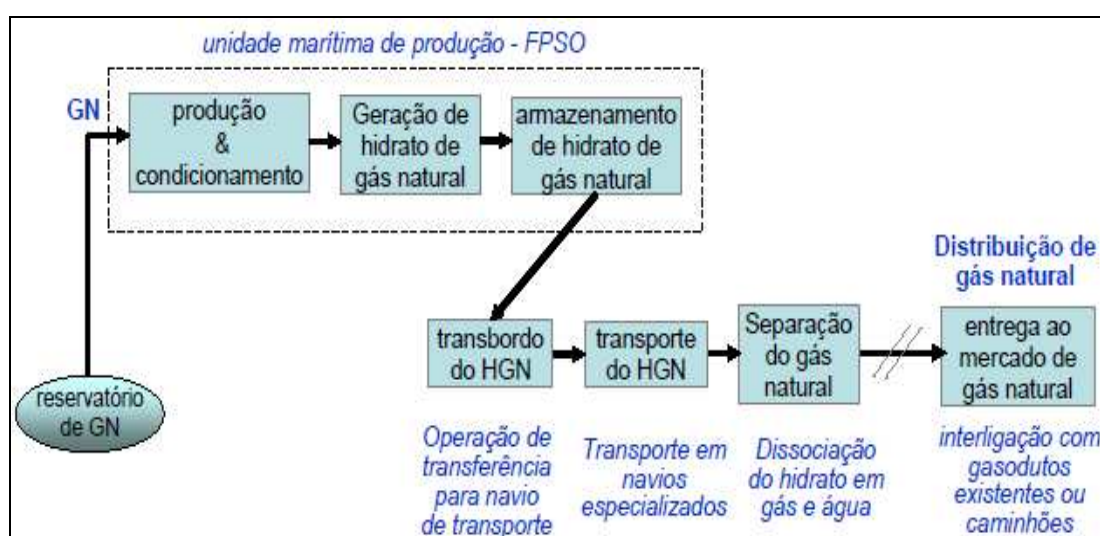 unidade marítima de produção - FPSO
GN
produção
&
condicionamento
Geração de
hidrato de
gás natural
armazenamento
de hidrato de
gás natural
reservatório
de GN
transbordo
do HGN
transporte
do HGN
Separação
do gás
natural
Distribuição de
gás natural
entrega ao
mercado de
gás natural
Operação de
transferência
para navio
de transporte
Transporte em
navios
especializados
Dissociação
do hidrato em
gás e água
interligação com
gasodutos
existentes ou
caminhões